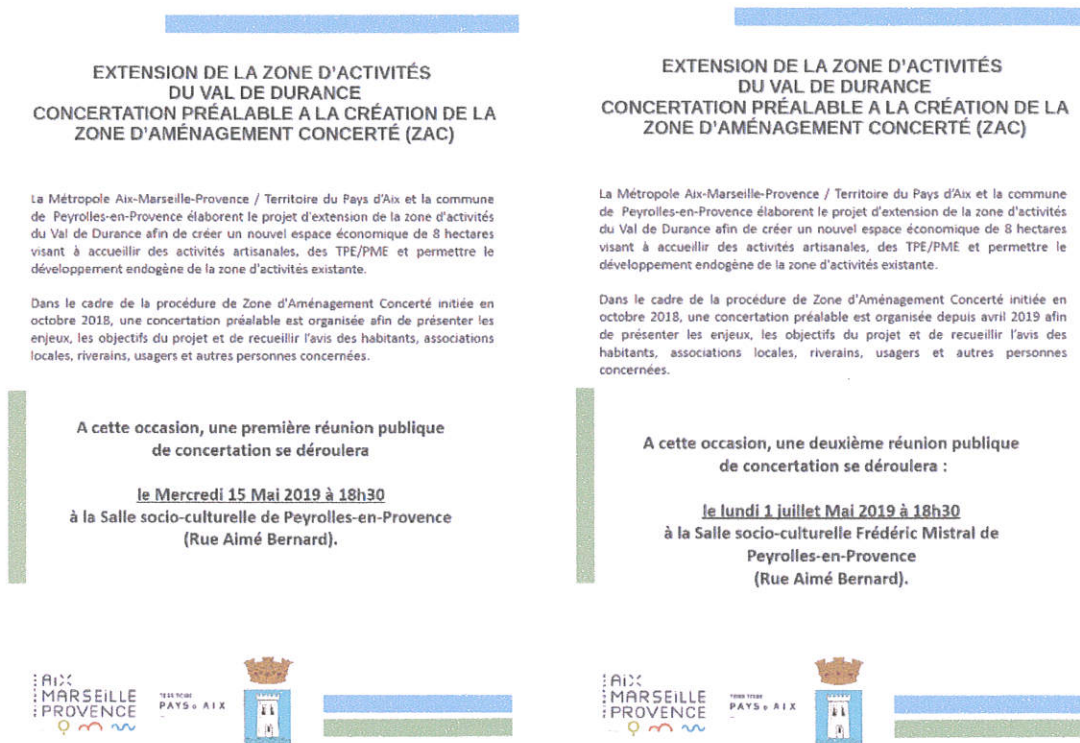 EXTENSION DE LA ZONE D'ACTIVITÉS
DU VAL DE DURANCE
CONCERTATION PRÉALABLE A LA CRÉATION DE LA
ZONE D'AMÉNAGEMENT CONCERTÉ (ZAC)
La Métropole Aix-Marseille-Provence / Territoire du Pays d'Aix et la commune
de Peyrolles-en-Provence élaborent le projet d'extension de la zone d'activités
du Val de Durance afin de créer un nouvel espace économique de 8 hectares
visant à accueillir des activités artisanales, des TPE/PME et permettre le
développement endogène de la zone d'activités existante.
Dans le cadre de la procédure de Zone d'Aménagement Concerté initiée en
octobre 2018, une concertation préalable est organisée afin de présenter les
enjeux, les objectifs du projet et de recueillir l'avis des habitants, associations
locales, riverains, usagers et autres personnes concernées.
A cette occasion, une première réunion publique
de concertation se déroulera
le Mercredi 15 Mai 2019 à 18h30
à la Salle socio-culturelle de Peyrolles-en-Provence
(Rue Aimé Bernard).
AIX
MARSEILLE
PROVENCE
TERRITOIRE
PAYS D AIX
EXTENSION DE LA ZONE D'ACTIVITÉS
DU VAL DE DURANCE
CONCERTATION PRÉALABLE A LA CRÉATION DE LA
ZONE D'AMÉNAGEMENT CONCERTÉ (ZAC)
La Métropole Aix-Marseille-Provence / Territoire du Pays d'Aix et la commune
de Peyrolles-en-Provence élaborent le projet d'extension de la zone d'activités
du Val de Durance afin de créer un nouvel espace économique de 8 hectares
visant à accueillir des activités artisanales, des TPE/PME et permettre le
développement endogène de la zone d'activités existante.
Dans le cadre de la procédure de Zone d'Aménagement Concerté initiée en
octobre 2018, une concertation préalable est organisée depuis avril 2019 afin
de présenter les enjeux, les objectifs du projet et de recueillir l'avis des
habitants, associations locales, riverains, usagers et autres personnes
concernées.
A cette occasion, une deuxième réunion publique
de concertation se déroulera :
le lundi 1 juillet Mai 2019 à 18h30
à la Salle socio-culturelle Frédéric Mistral de
Peyrolles-en-Provence
(Rue Aimé Bernard).
AIX
MARSEILLE
PROVENCE
TERRITOIRE
PAYS D AIX